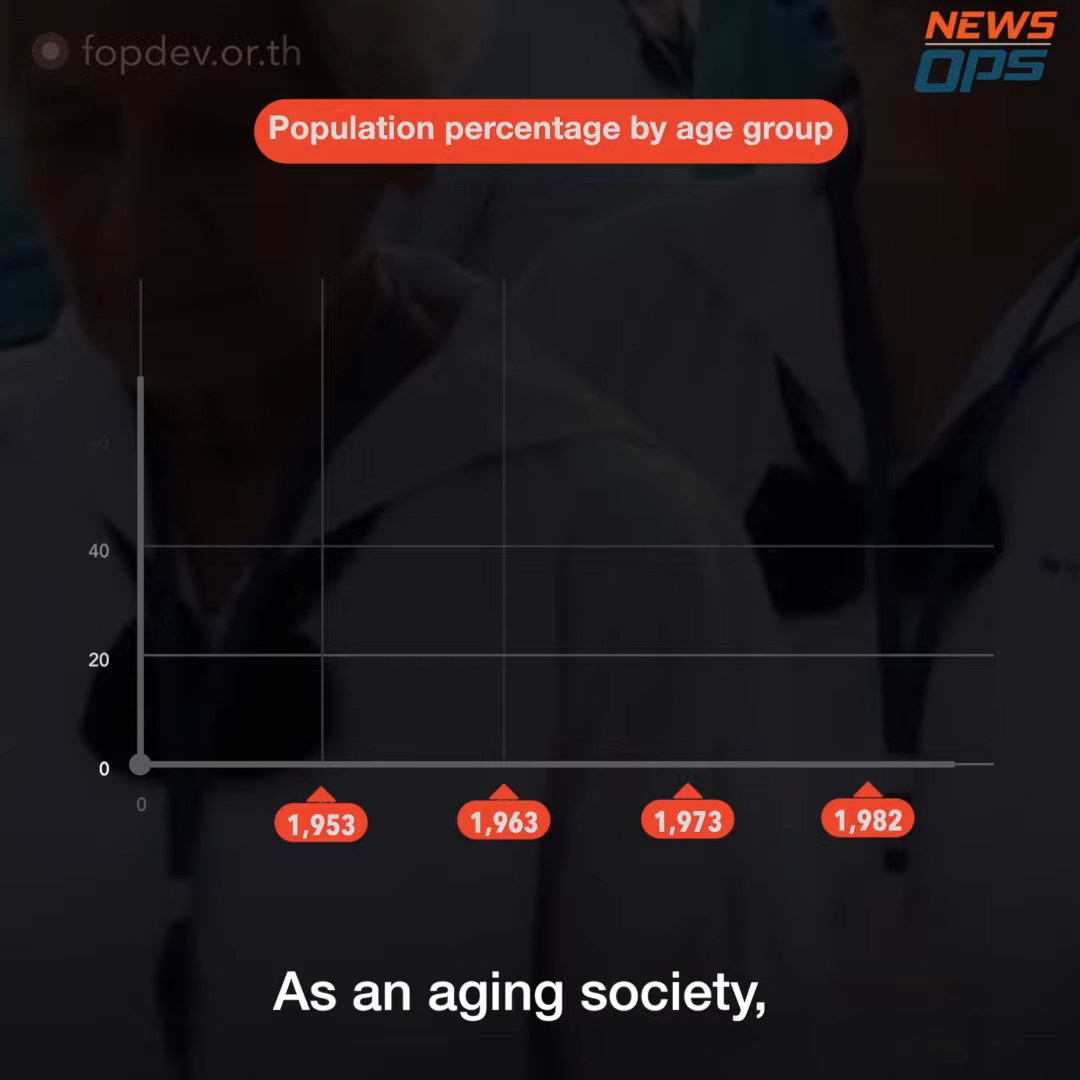 fopdev.or.th
NEWS
OPS
Population percentage by age group
40
20
0
0
1,953
1,963
1,973
1,982
As an aging society,